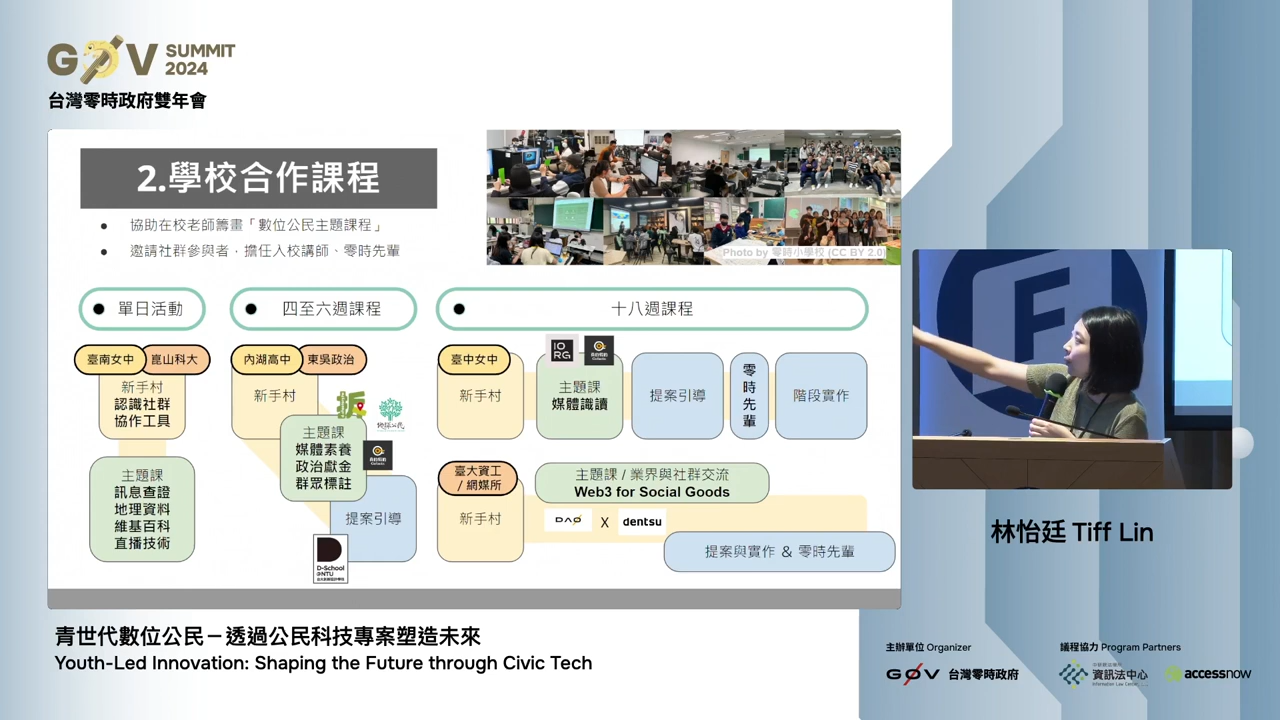 G0V SUMMIT 2024
台灣零時政府雙年會
2.學校合作課程
● 協助在校老師籌畫「數位公民主題課程」
● 邀請社群參與者，擔任入校講師、零時先輩
Photo by 零時小學校 (CC BY 2.0)
● 單日活動
● 四至六週課程
● 十八週課程
臺南女中
崑山科大
新手村
認識社群
協作工具
主題課
訊息查證
地理資料
維基百科
直播技術
內湖高中
東吳政治
新手村
主題課
媒體素養
政治獻金
群眾標註
提案引導
D-School
@NTU
臺中女中
新手村
IORG
主題課
媒體識讀
提案引導
零時先輩
階段實作
臺大資工
/ 網媒所
新手村
主題課 / 業界與社群交流
Web3 for Social Goods
DAO X dentsu
提案與實作 & 零時先輩
F
林怡廷 Tiff Lin
青世代數位公民－透過公民科技專案塑造未來
Youth-Led Innovation: Shaping the Future through Civic Tech
主辦單位 Organizer
G0V 台灣零時政府
議程協力 Program Partners
資訊法中心
Information Law Center
accessnow